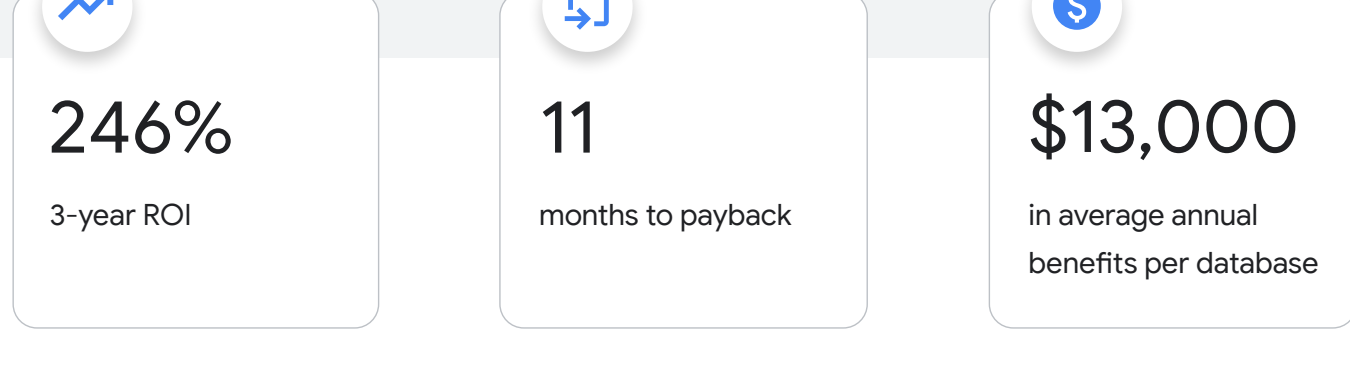 246%
3-year ROI
11
months to payback
$13,000
in average annual
benefits per database